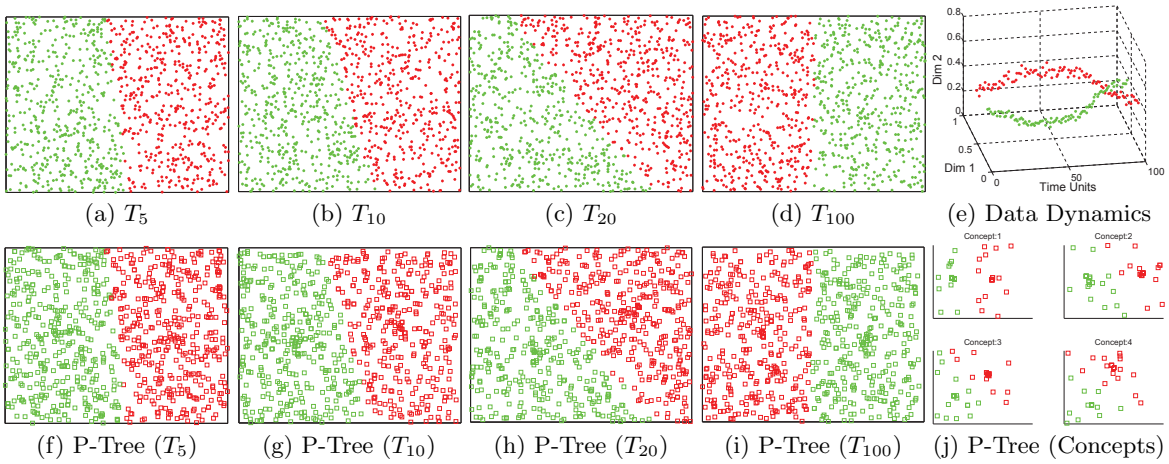 0.8
0.6
0.4
0.2
0
1
0.5
0
0
50
100
Dim 2
Dim 1
Time Units
(a) T5
(b) T10
(c) T20
(d) T100
(e) Data Dynamics
Concept:1
Concept:2
Concept:3
Concept:4
(f) P-Tree (T5)
(g) P-Tree (T10)
(h) P-Tree (T20)
(i) P-Tree (T100)
(j) P-Tree (Concepts)